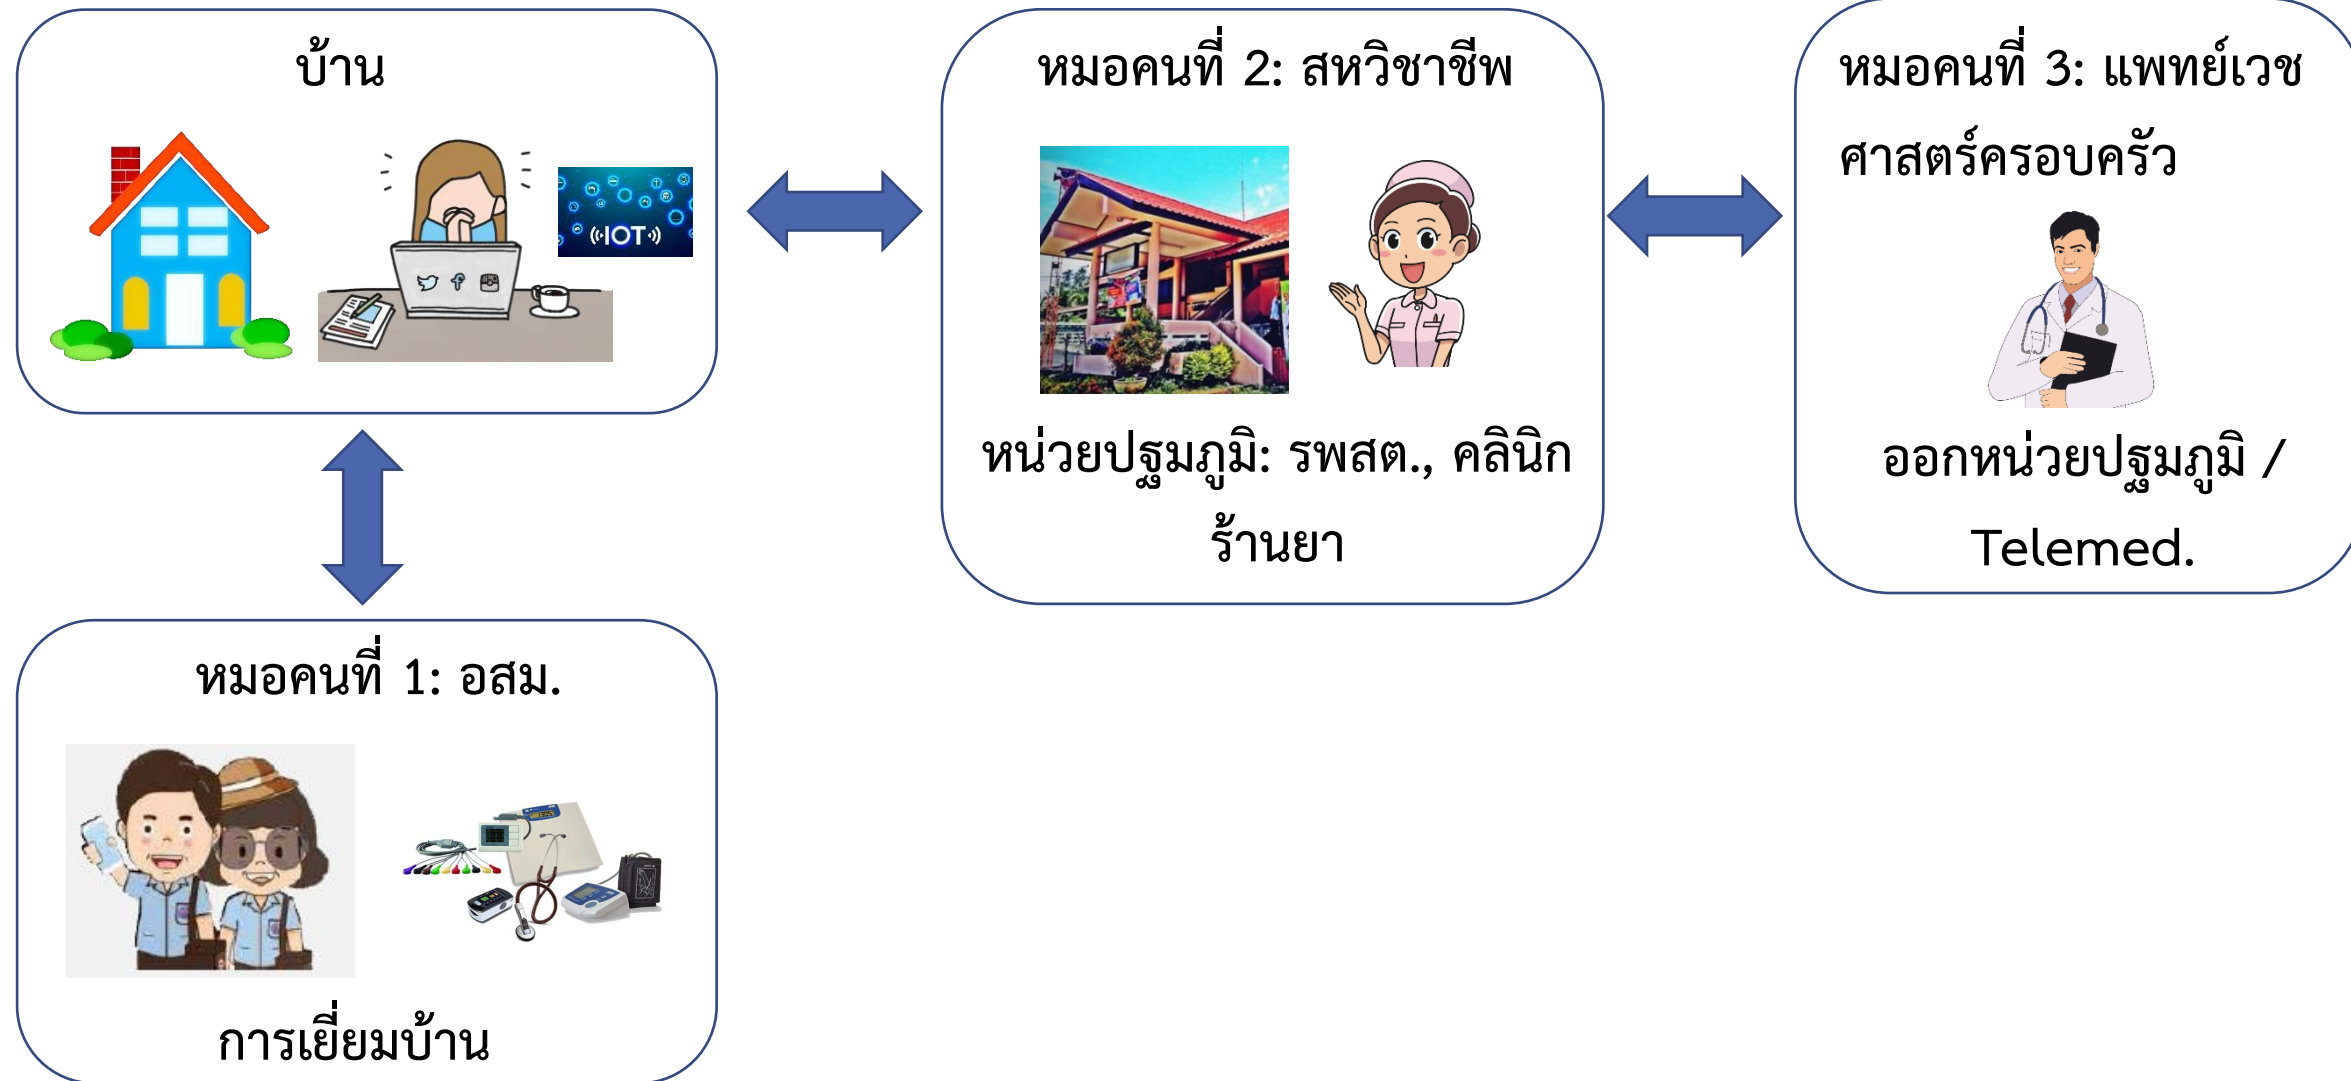 บ้าน
((·IOT·))
หมอคนที่ 1: อสม.
การเยี่ยมบ้าน
หมอคนที่ 2: สหวิชาชีพ
หน่วยปฐมภูมิ: รพสต., คลินิก
ร้านยา
หมอคนที่ 3: แพทย์เวช
ศาสตร์ครอบครัว
ออกหน่วยปฐมภูมิ /
Telemed.